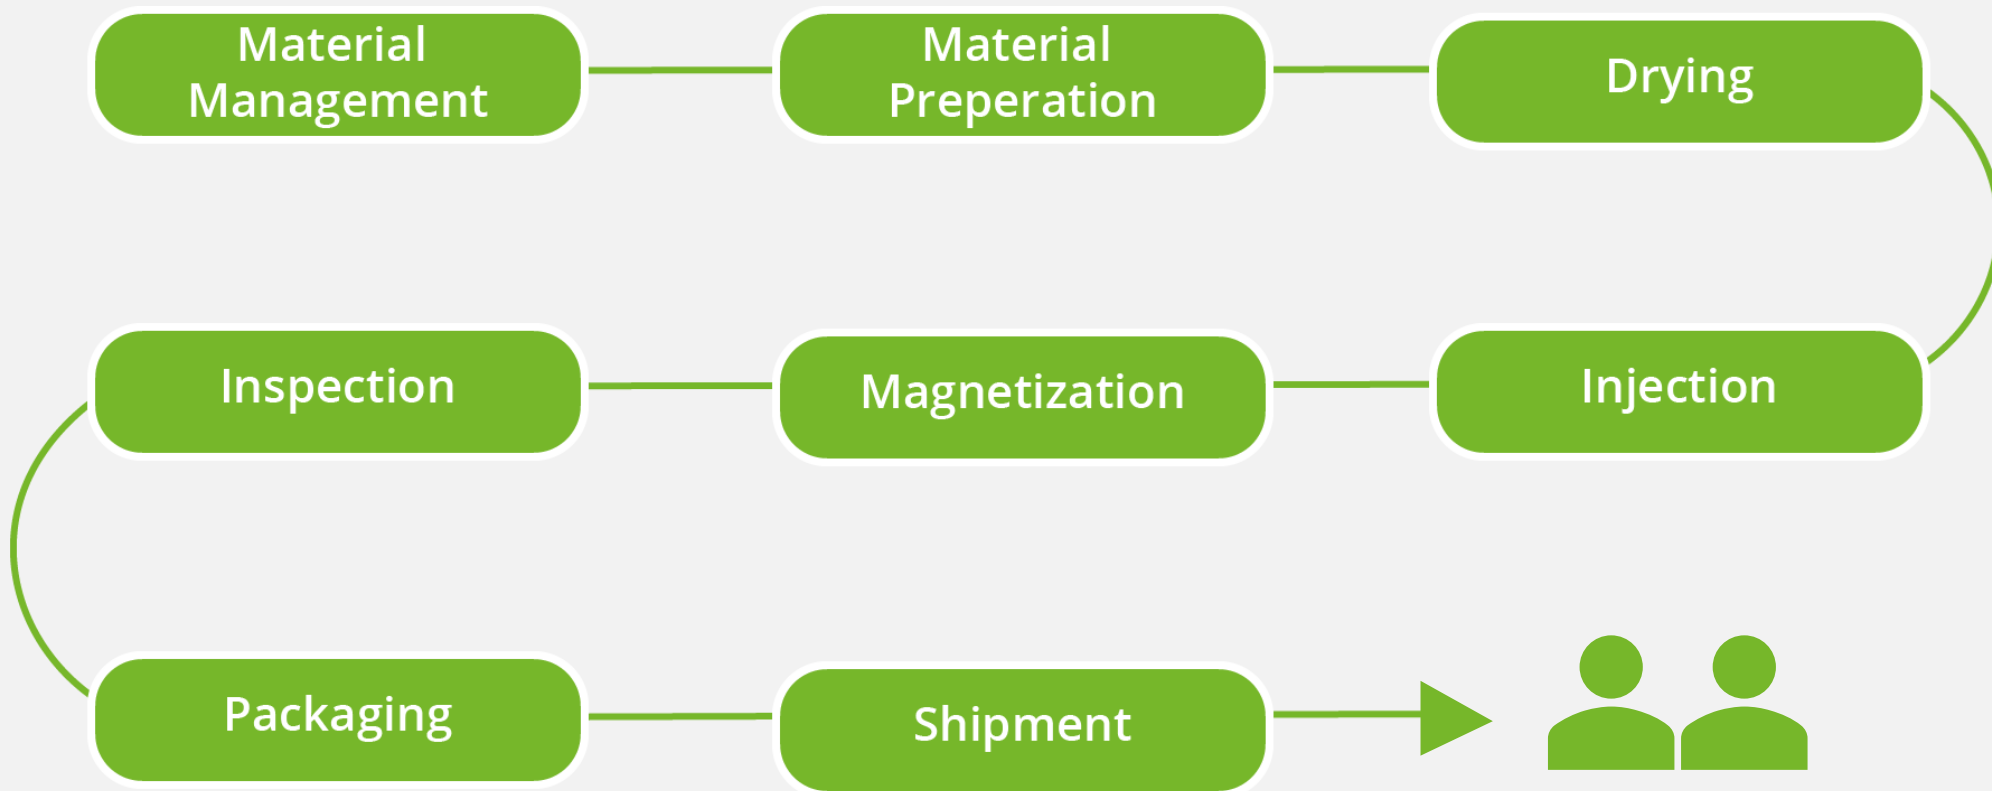 Material
Management
Material
Preperation
Drying
Injection
Magnetization
Inspection
Packaging
Shipment